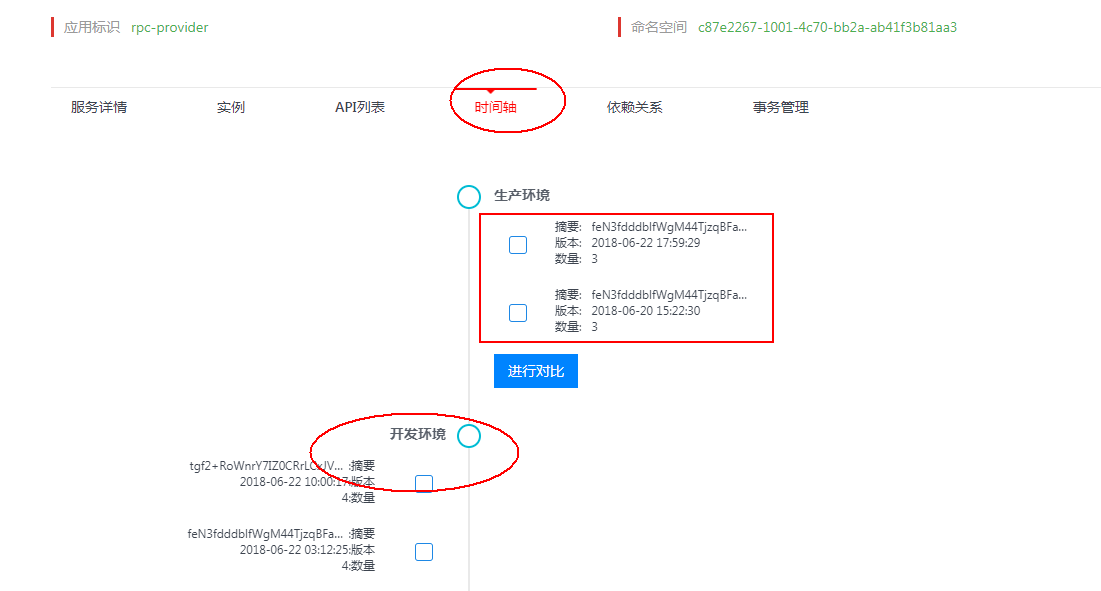 应用标识 rpc-provider
命名空间 c87e2267-1001-4c70-bb2a-ab41f3b81aa3
服务详情 实例 API列表 时间轴 依赖关系 事务管理
生产环境
摘要: feN3fdddblfWgM44TjzqBFa...
版本: 2018-06-22 17:59:29
数量: 3
摘要: feN3fdddblfWgM44TjzqBFa...
版本: 2018-06-20 15:22:30
数量: 3
进行对比
开发环境
tgf2+RoWnrY7IZ0CRrLCxJV... :摘要
2018-06-22 10:00:17:版本
4:数量
feN3fdddblfWgM44TjzqBFa... :摘要
2018-06-22 03:12:25:版本
4:数量